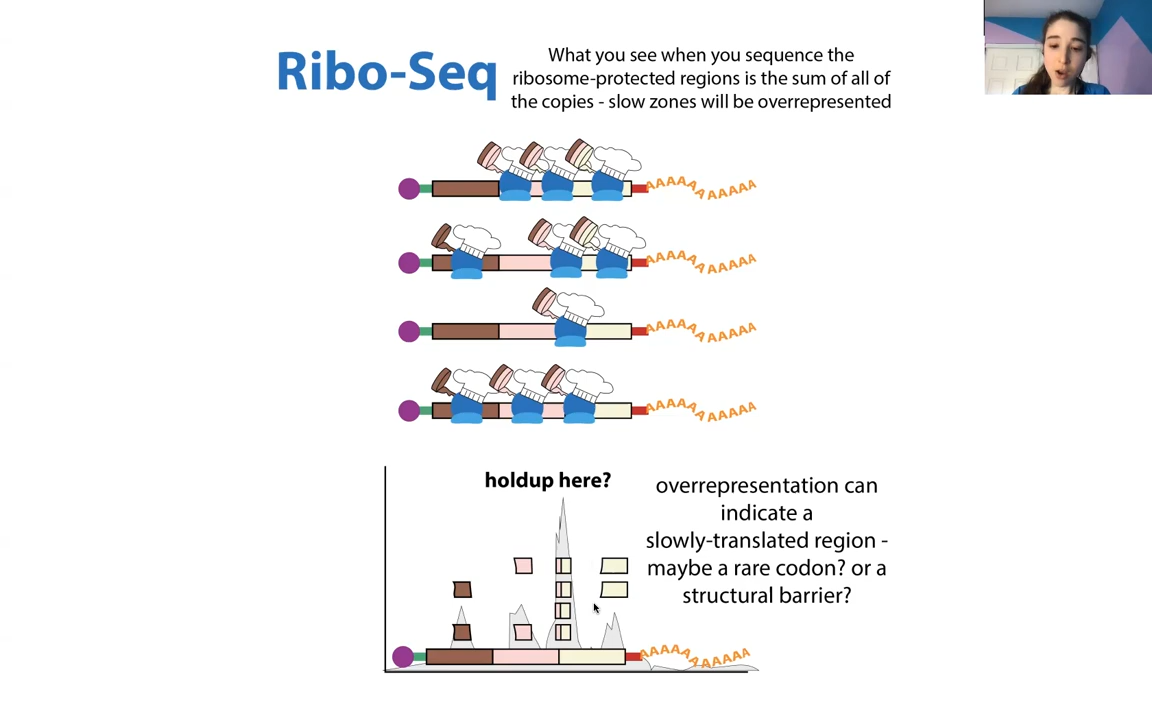 Ribo-Seq
What you see when you sequence the
ribosome-protected regions is the sum of all of
the copies - slow zones will be overrepresented
AAAAAAAAAA
AAAAAAAAAA
AAAAAAAAAA
AAAAAAAAAA
holdup here?
overrepresentation can
indicate a
slowly-translated region -
maybe a rare codon? or a
structural barrier?
AAAAAAAAAA